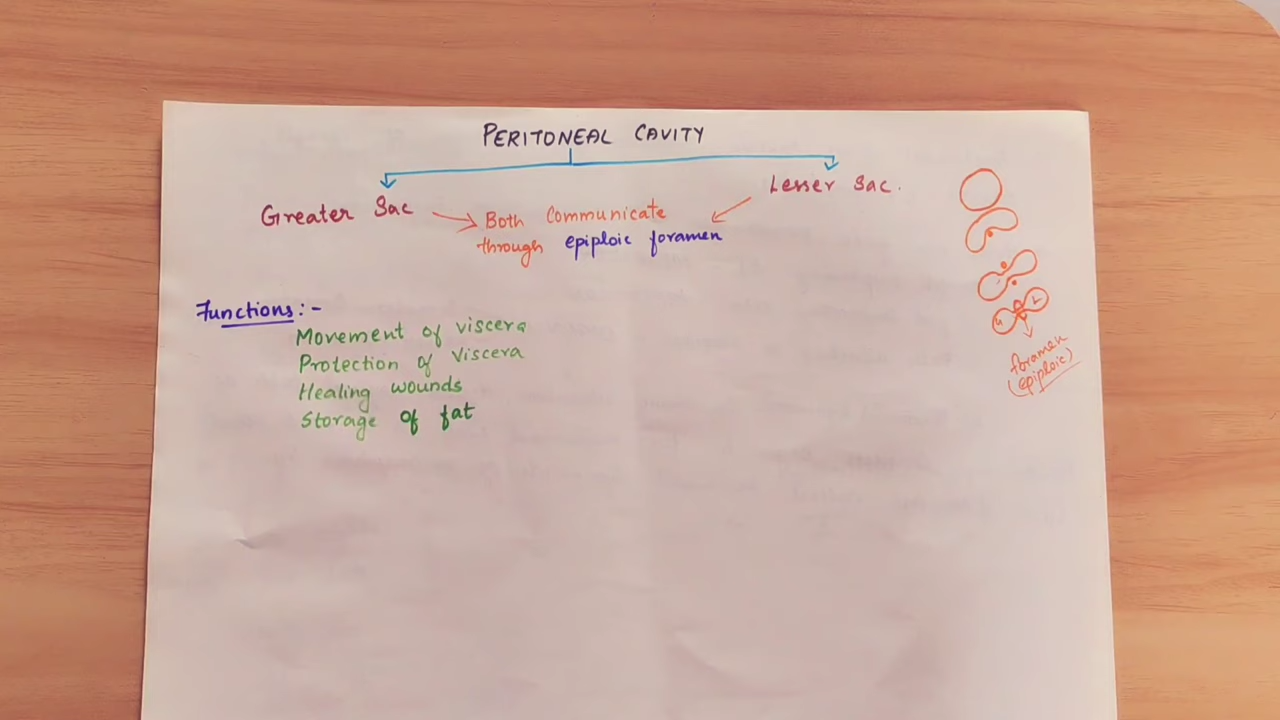 PERITONEAL CAVITY
Greater Sac
Lesser Sac.
Both Communicate
through epiploic foramen
Functions:-
Movement of viscera
Protection of viscera
Healing wounds
Storage of fat
G L
foramen
(epiploic)